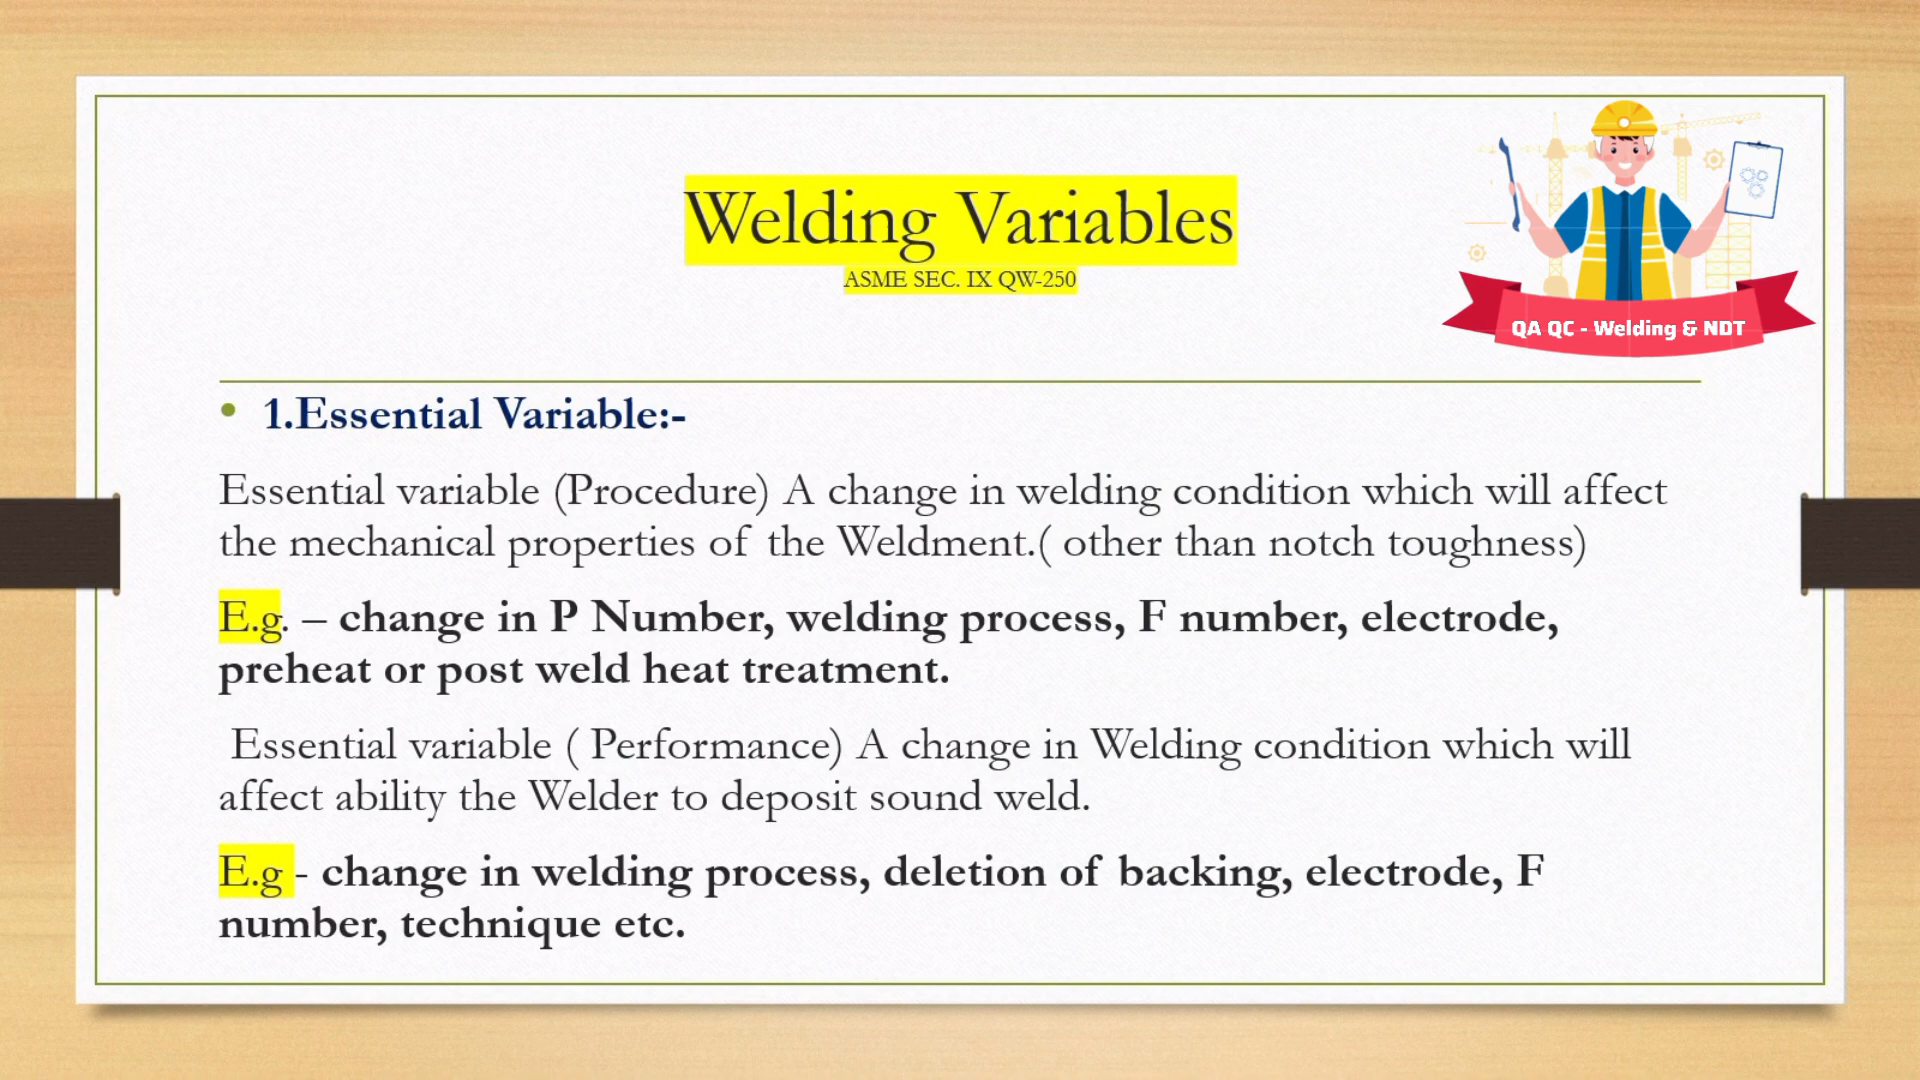 Welding Variables
ASME SEC. IX QW-250
QA QC - Welding & NDT
• 1.Essential Variable:-
Essential variable (Procedure) A change in welding condition which will affect
the mechanical properties of the Weldment.( other than notch toughness)
E.g. – change in P Number, welding process, F number, electrode,
preheat or post weld heat treatment.
Essential variable ( Performance) A change in Welding condition which will
affect ability the Welder to deposit sound weld.
E.g - change in welding process, deletion of backing, electrode, F
number, technique etc.